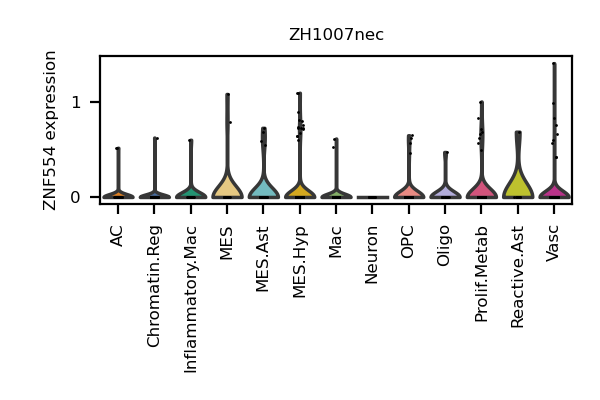 ZH1007nec
ZNF554 expression
1
0
AC
Chromatin.Reg
Inflammatory.Mac
MES
MES.Ast
MES.Hyp
Mac
Neuron
OPC
Oligo
Prolif.Metab
Reactive.Ast
Vasc